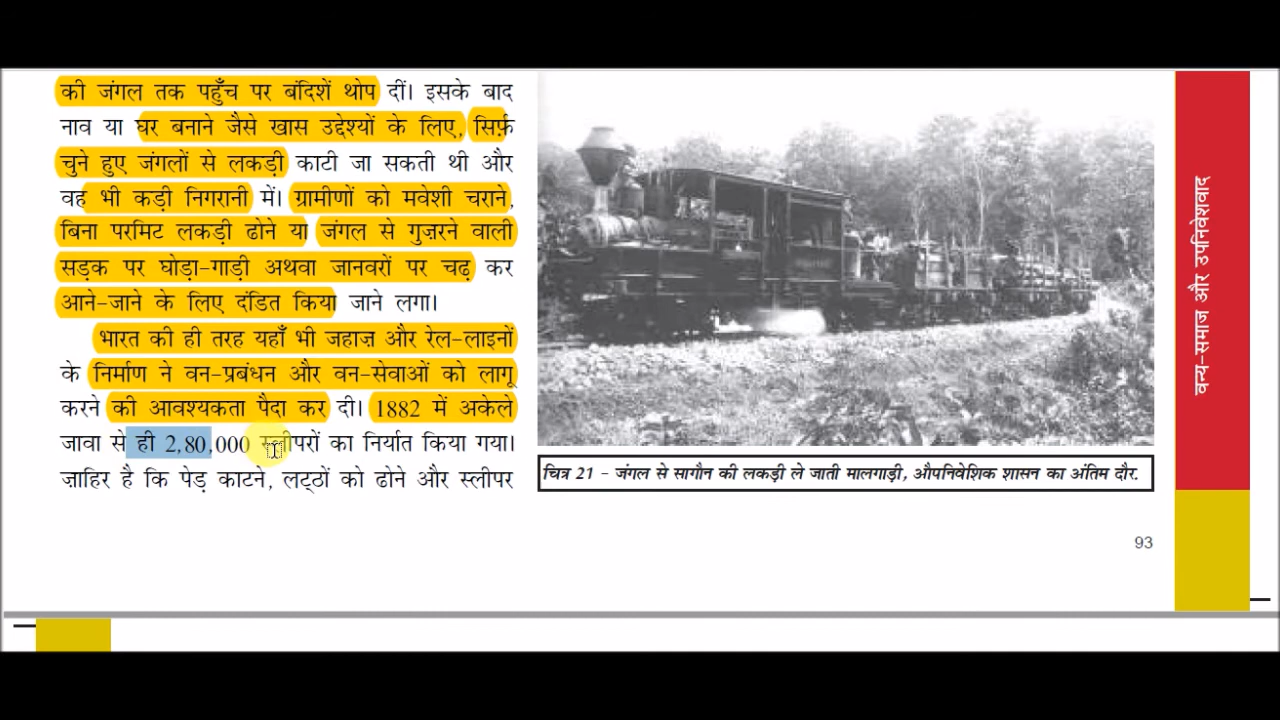 की जंगल तक पहुँच पर बंदिशें थोप दीं। इसके बाद
नाव या घर बनाने जैसे खास उद्देश्यों के लिए, सिर्फ़
चुने हुए जंगलों से लकड़ी काटी जा सकती थी और
वह भी कड़ी निगरानी में। ग्रामीणों को मवेशी चराने,
बिना परमिट लकड़ी ढोने या जंगल से गुज़रने वाली
सड़क पर घोड़ा-गाड़ी अथवा जानवरों पर चढ़ कर
आने-जाने के लिए दंडित किया जाने लगा।
भारत की ही तरह यहाँ भी जहाज़ और रेल-लाइनों
के निर्माण ने वन-प्रबंधन और वन-सेवाओं को लागू
करने की आवश्यकता पैदा कर दी। 1882 में अकेले
जावा से ही 2,80,000 स्लीपरों का निर्यात किया गया।
ज़ाहिर है कि पेड़ काटने, लट्ठों को ढोने और स्लीपर
चित्र 21 - जंगल से सागौन की लकड़ी ले जाती मालगाड़ी, औपनिवेशिक शासन का अंतिम दौर.
93
वन्य-समाज और उपनिवेशवाद